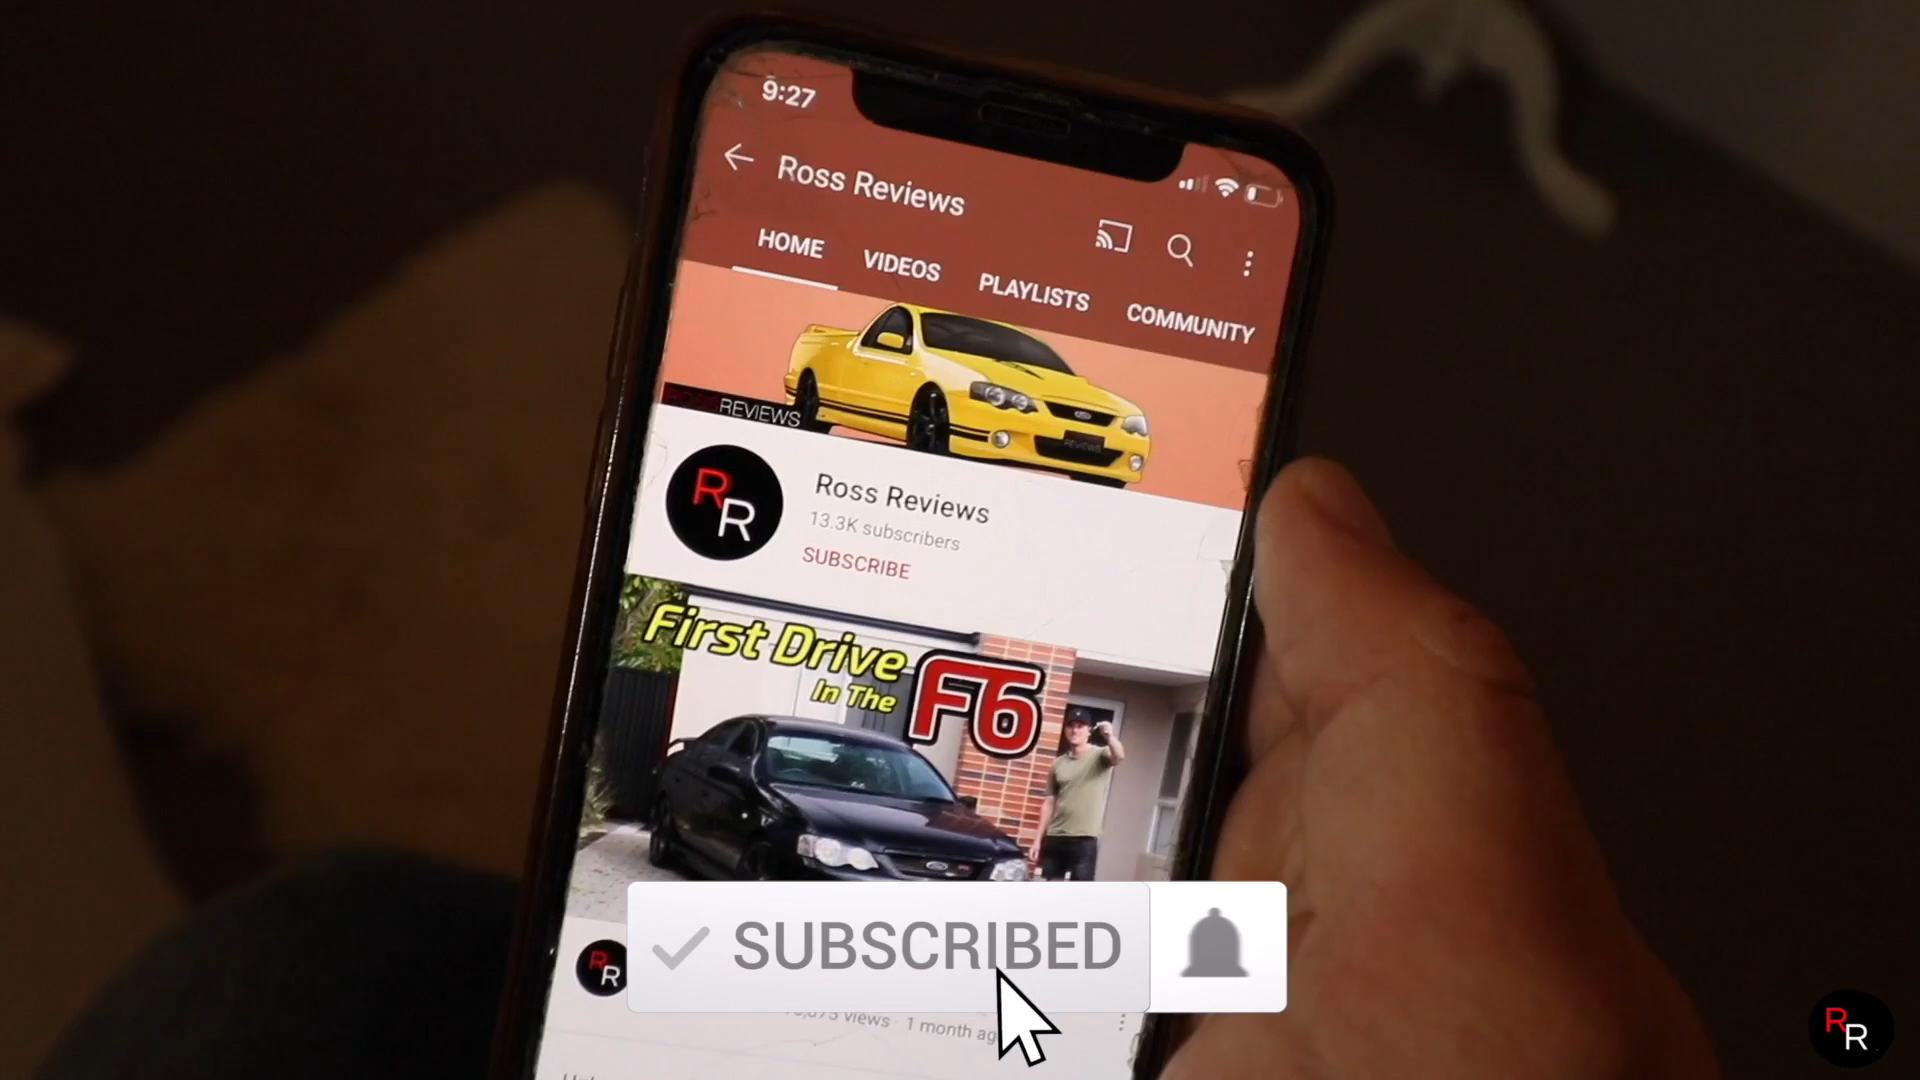 9:27
Ross Reviews
HOME VIDEOS PLAYLISTS COMMUNITY
ROSSREVIEWS
REVIEWS
RR
Ross Reviews
13.3K subscribers
SUBSCRIBE
First Drive
In The
F6
SUBSCRIBED
RR
views · 1 month
RR